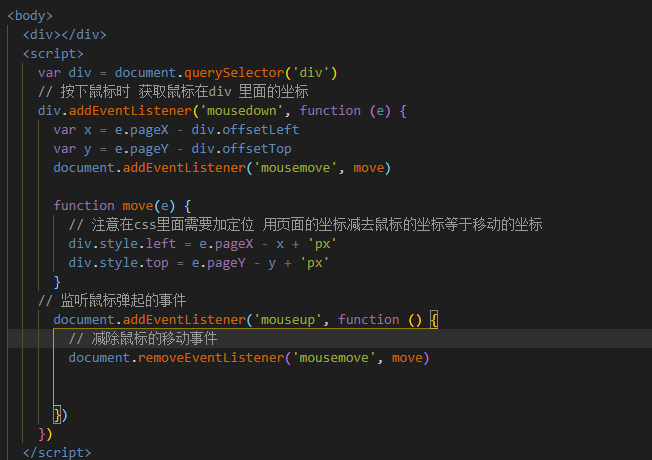 <body>
<div></div>
<script>
var div = document.querySelector('div')
// 按下鼠标时 获取鼠标在div 里面的坐标
div.addEventListener('mousedown', function (e) {
var x = e.pageX - div.offsetLeft
var y = e.pageY - div.offsetTop
document.addEventListener('mousemove', move)
function move(e) {
// 注意在css里面需要加定位 用页面的坐标减去鼠标的坐标等于移动的坐标
div.style.left = e.pageX - x + 'px'
div.style.top = e.pageY - y + 'px'
}
// 监听鼠标弹起的事件
document.addEventListener('mouseup', function () {
// 减除鼠标的移动事件
document.removeEventListener('mousemove', move)
})
})
</script>